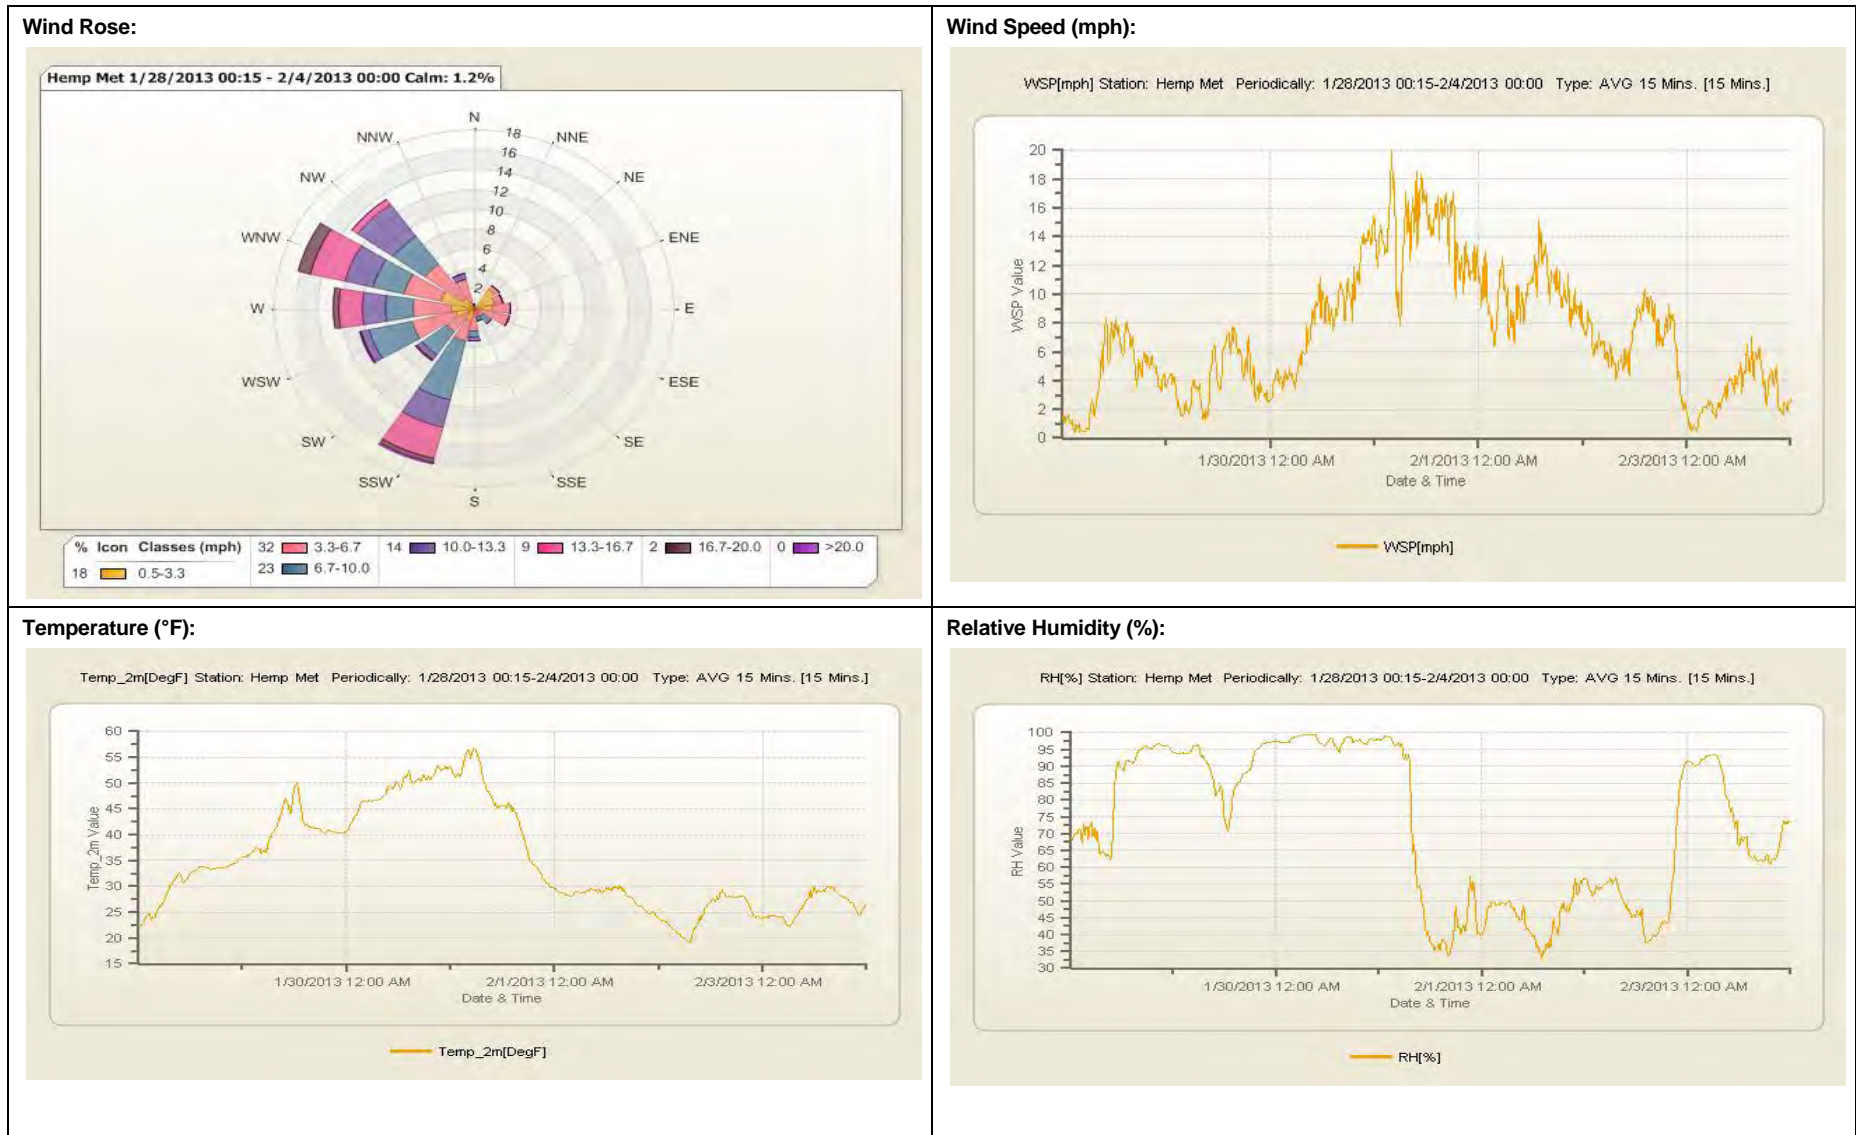 Wind Rose:
Hemp Met 1/28/2013 00:15 - 2/4/2013 00:00 Calm: 1.2%
N
NNW
18
NNE
16
14
NW
NE
12
10
8
WNW
ENE
6
4
2
W
E
WSW
ESE
SW
SE
SSW
SSE
S
% Icon Classes (mph)
18 0.5-3.3
32 3.3-6.7
23 6.7-10.0
14 10.0-13.3
9 13.3-16.7
2 16.7-20.0
0 >20.0
Wind Speed (mph):
WSP[mph] Station: Hemp Met Periodically: 1/28/2013 00:15-2/4/2013 00:00 Type: AVG 15 Mins. [15 Mins.]
20
18
16
14
12
10
8
6
4
2
0
WSP Value
1/30/2013 12:00 AM
2/1/2013 12:00 AM
2/3/2013 12:00 AM
Date & Time
WSP[mph]
Temperature (°F):
Temp_2m[DegF] Station: Hemp Met Periodically: 1/28/2013 00:15-2/4/2013 00:00 Type: AVG 15 Mins. [15 Mins.]
60
55
50
45
40
35
30
25
20
15
Temp_2m Value
1/30/2013 12:00 AM
2/1/2013 12:00 AM
2/3/2013 12:00 AM
Date & Time
Temp_2m[DegF]
Relative Humidity (%):
RH[%] Station: Hemp Met Periodically: 1/28/2013 00:15-2/4/2013 00:00 Type: AVG 15 Mins. [15 Mins.]
100
95
90
85
80
75
70
65
60
55
50
45
40
35
30
RH Value
1/30/2013 12:00 AM
2/1/2013 12:00 AM
2/3/2013 12:00 AM
Date & Time
RH[%]